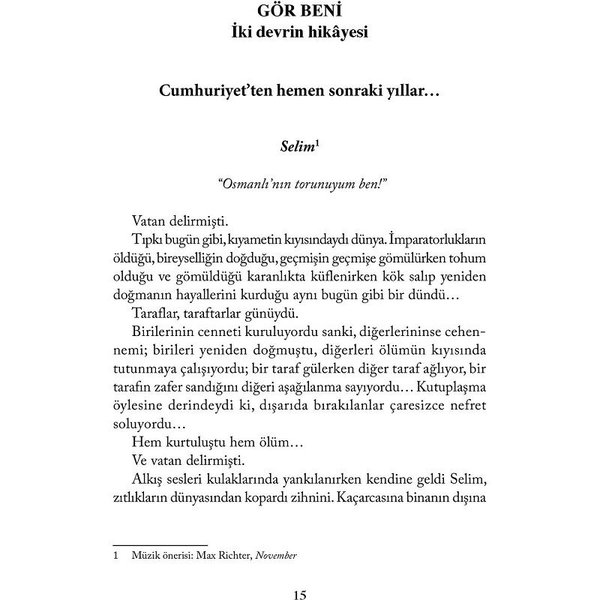 GÖR BENİ
İki devrin hikâyesi
Cumhuriyet’ten hemen sonraki yıllar…
Selim¹
“Osmanlı’nın torunuyum ben!”
Vatan delirmişti.
Tıpkı bugün gibi, kıyametin kıyısındaydı dünya. İmparatorlukların
öldüğü, bireyselliğin doğduğu, geçmişin geçmişe gömülürken tohum
olduğu ve gömüldüğü karanlıkta küflenirken kök salıp yeniden
doğmanın hayallerini kurduğu aynı bugün gibi bir dündü…
Taraflar, taraftarlar günüydü.
Birilerinin cenneti kuruluyordu sanki, diğerlerininse cehen-
nemi; birileri yeniden doğmuştu, diğerleri ölümün kıyısında
tutunmaya çalışıyordu; bir taraf gülerken diğer taraf ağlıyor, bir
tarafın zafer sandığını diğeri aşağılanma sayıyordu… Kutuplaşma
öylesine derindeydi ki, dışarıda bırakılanlar çaresizce nefret
soluyordu…
Hem kurtuluştu hem ölüm…
Ve vatan delirmişti.
Alkış sesleri kulaklarında yankılanırken kendine geldi Selim,
zıtlıkların dünyasından kopardı zihnini. Kaçarcasına binanın dışına
1 Müzik önerisi: Max Richter, November
15